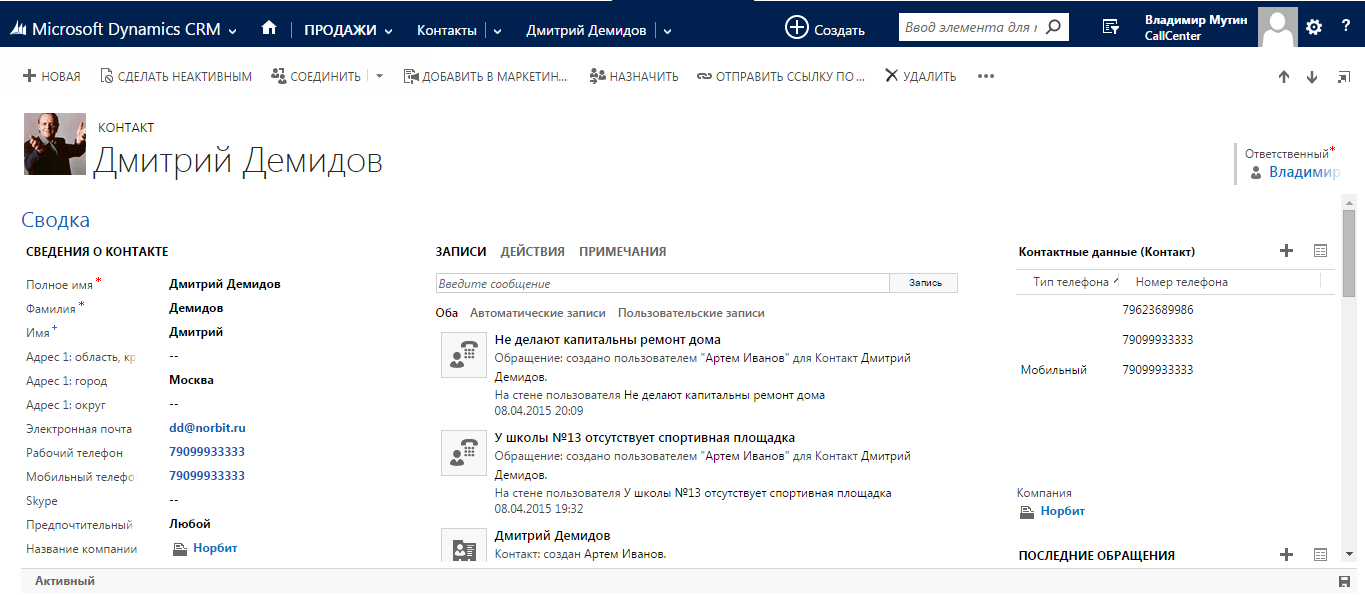 Microsoft Dynamics CRM ПРОДАЖИ Контакты Дмитрий Демидов Создать Ввод элемента для г Владимир Мутин
CallCenter ?
НОВАЯ СДЕЛАТЬ НЕАКТИВНЫМ СОЕДИНИТЬ ДОБАВИТЬ В МАРКЕТИН... НАЗНАЧИТЬ ОТПРАВИТЬ ССЫЛКУ ПО ... УДАЛИТЬ ...
КОНТАКТ
Дмитрий Демидов
Ответственный*
Владимир
Сводка
СВЕДЕНИЯ О КОНТАКТЕ
Полное имя* Дмитрий Демидов
Фамилия* Демидов
Имя+ Дмитрий
Адрес 1: область, кр --
Адрес 1: город Москва
Адрес 1: округ --
Электронная почта dd@norbit.ru
Рабочий телефон 79099933333
Мобильный телефо 79099933333
Skype --
Предпочтительный Любой
Название компании Норбит
ЗАПИСИ ДЕЙСТВИЯ ПРИМЕЧАНИЯ
Введите сообщение Запись
Оба Автоматические записи Пользовательские записи
Не делают капитальны ремонт дома
Обращение: создано пользователем "Артем Иванов" для Контакт Дмитрий
Демидов.
На стене пользователя Не делают капитальны ремонт дома
08.04.2015 20:09
У школы №13 отсутствует спортивная площадка
Обращение: создано пользователем "Артем Иванов" для Контакт Дмитрий
Демидов.
На стене пользователя У школы №13 отсутствует спортивная площадка
08.04.2015 19:32
Дмитрий Демидов
Контакт: создан Артем Иванов.
Контактные данные (Контакт)
Тип телефона Номер телефона
79623689986
79099933333
Мобильный 79099933333
Компания
Норбит
ПОСЛЕДНИЕ ОБРАЩЕНИЯ
Активный